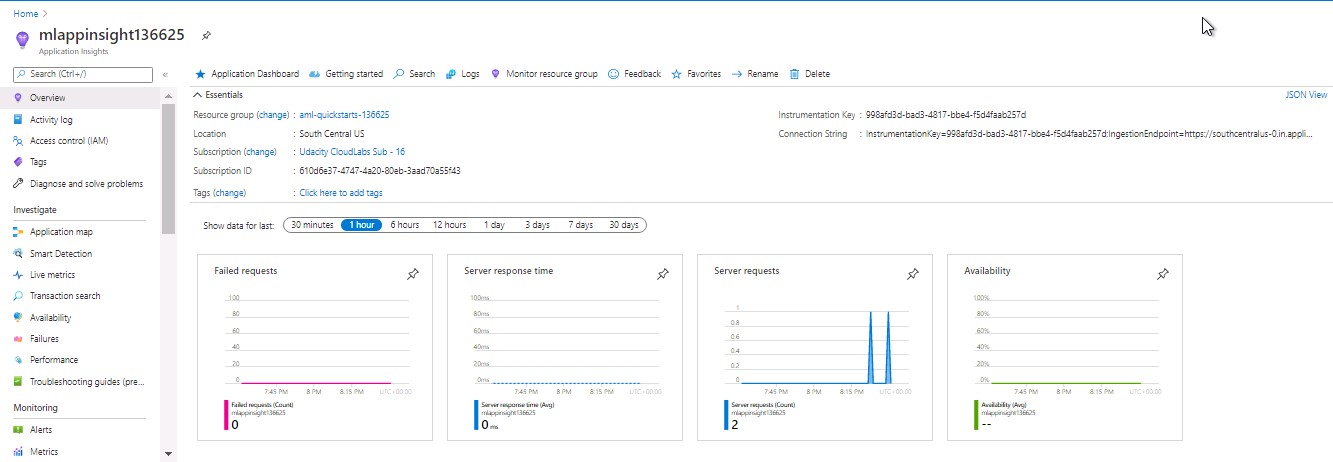 Home >
mlappinsight136625
Application Insights
Search (Ctrl+/)
«
Overview
Activity log
Access control (IAM)
Tags
Diagnose and solve problems
Investigate
Application map
Smart Detection
Live metrics
Transaction search
Availability
Failures
Performance
Troubleshooting guides (pre...
Monitoring
Alerts
Metrics
Application Dashboard Getting started Search Logs Monitor resource group Feedback Favorites Rename Delete
Essentials JSON View
Resource group (change) : aml-quickstarts-136625
Location : South Central US
Subscription (change) : Udacity CloudLabs Sub - 16
Subscription ID : 610d6e37-4747-4a20-80eb-3aad70a55f43
Tags (change) : Click here to add tags
Instrumentation Key : 998afd3d-bad3-4817-bbe4-f5d4faab257d
Connection String : InstrumentationKey=998afd3d-bad3-4817-bbe4-f5d4faab257d;IngestionEndpoint=https://southcentralus-0.in.appli...
Show data for last: 30 minutes 1 hour 6 hours 12 hours 1 day 3 days 7 days 30 days
Failed requests
100
80
60
40
20
0
7:45 PM 8 PM 8:15 PM UTC+00:00
Failed requests (Count)
mlappinsight136625
0
Server response time
100ms
80ms
60ms
40ms
20ms
0ms
7:45 PM 8 PM 8:15 PM UTC+00:00
Server response time (Avg)
mlappinsight136625
0 ms
Server requests
1
0.8
0.6
0.4
0.2
0
7:45 PM 8 PM 8:15 PM UTC+00:00
Server requests (Count)
mlappinsight136625
2
Availability
100%
80%
60%
40%
20%
0%
7:45 PM 8 PM 8:15 PM UTC+00:00
Availability (Avg)
mlappinsight136625
--